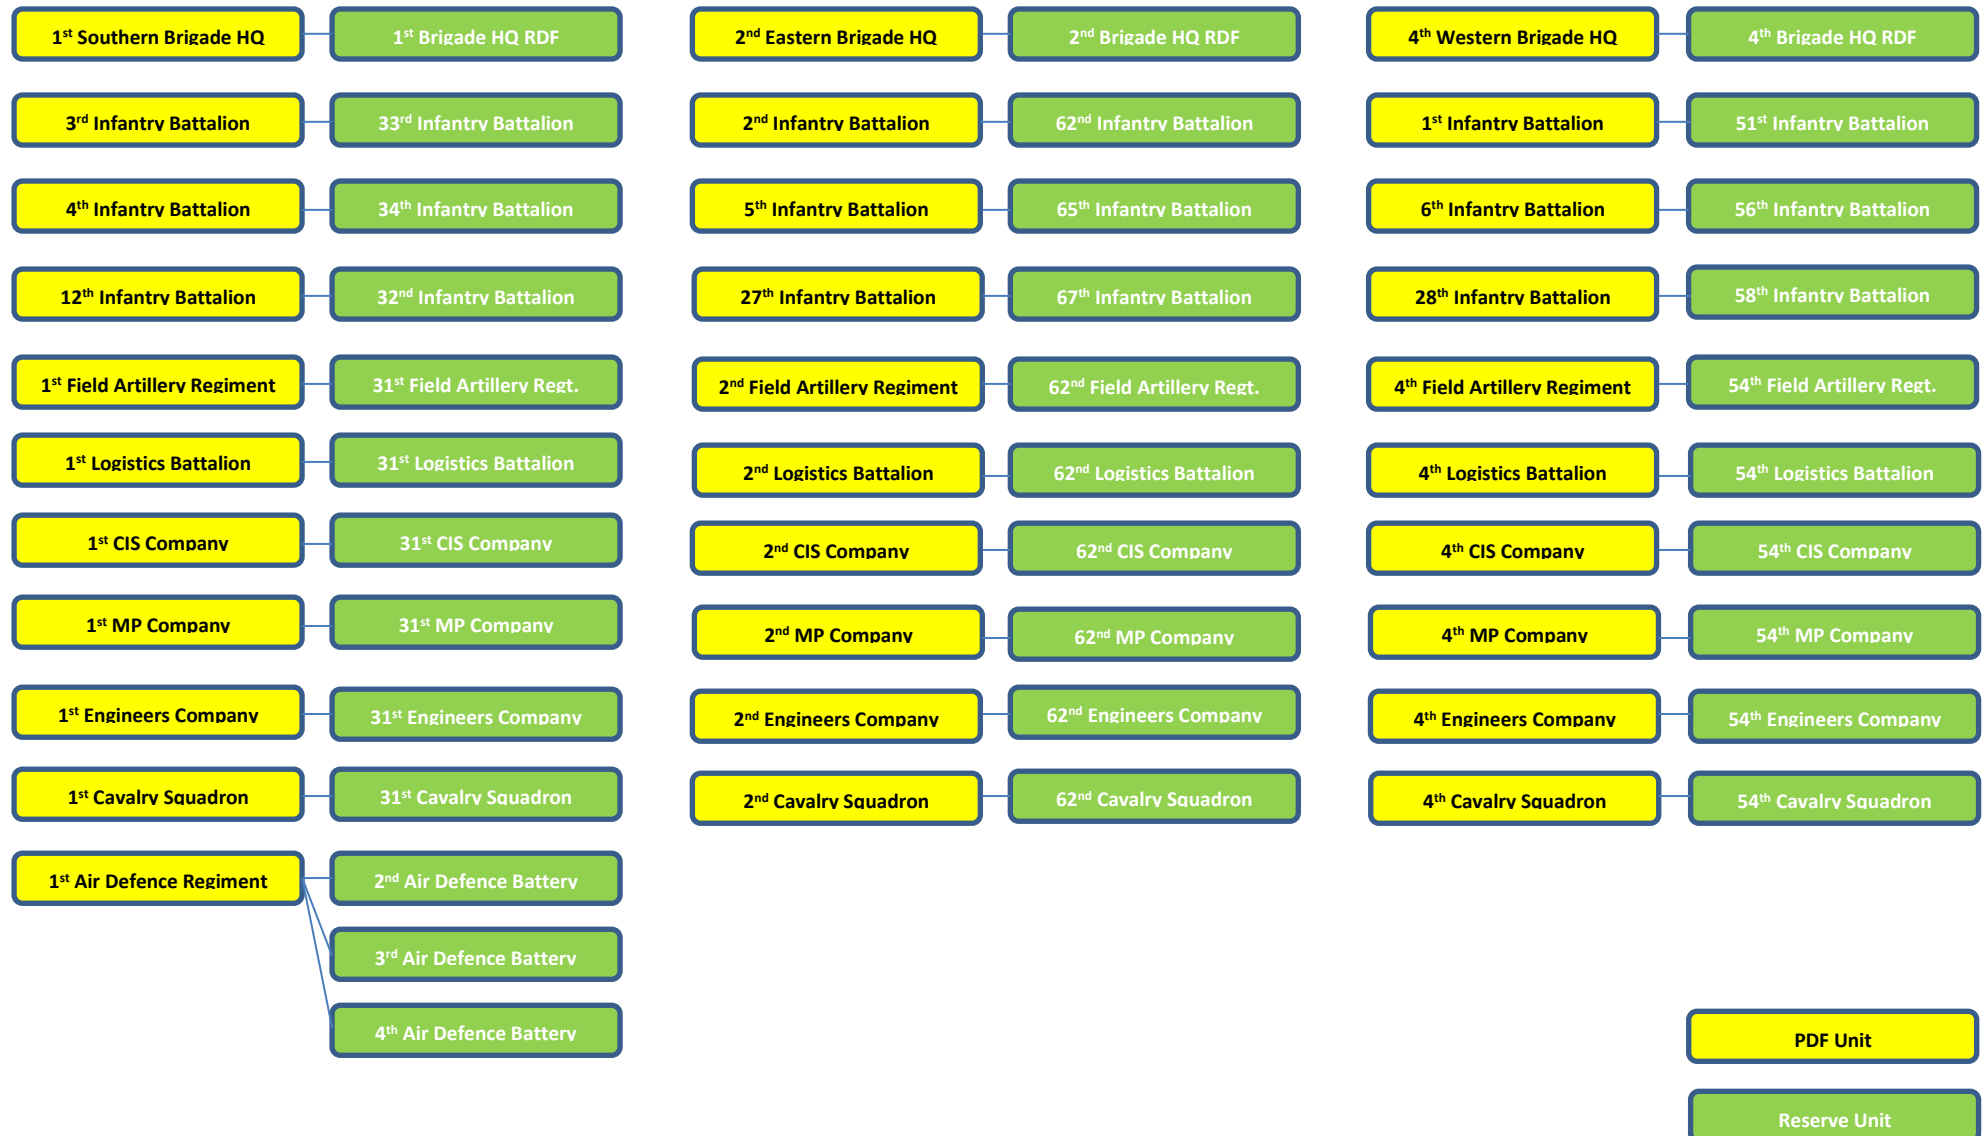 1st Southern Brigade HQ
1st Brigade HQ RDF
2nd Eastern Brigade HQ
2nd Brigade HQ RDF
4th Western Brigade HQ
4th Brigade HQ RDF
3rd Infantry Battalion
33rd Infantry Battalion
2nd Infantry Battalion
62nd Infantry Battalion
1st Infantry Battalion
51st Infantry Battalion
4th Infantry Battalion
34th Infantry Battalion
5th Infantry Battalion
65th Infantry Battalion
6th Infantry Battalion
56th Infantry Battalion
12th Infantry Battalion
32nd Infantry Battalion
27th Infantry Battalion
67th Infantry Battalion
28th Infantry Battalion
58th Infantry Battalion
1st Field Artillery Regiment
31st Field Artillery Regt.
2nd Field Artillery Regiment
62nd Field Artillery Regt.
4th Field Artillery Regiment
54th Field Artillery Regt.
1st Logistics Battalion
31st Logistics Battalion
2nd Logistics Battalion
62nd Logistics Battalion
4th Logistics Battalion
54th Logistics Battalion
1st CIS Company
31st CIS Company
2nd CIS Company
62nd CIS Company
4th CIS Company
54th CIS Company
1st MP Company
31st MP Company
2nd MP Company
62nd MP Company
4th MP Company
54th MP Company
1st Engineers Company
31st Engineers Company
2nd Engineers Company
62nd Engineers Company
4th Engineers Company
54th Engineers Company
1st Cavalry Squadron
31st Cavalry Squadron
2nd Cavalry Squadron
62nd Cavalry Squadron
4th Cavalry Squadron
54th Cavalry Squadron
1st Air Defence Regiment
2nd Air Defence Battery
3rd Air Defence Battery
4th Air Defence Battery
PDF Unit
Reserve Unit